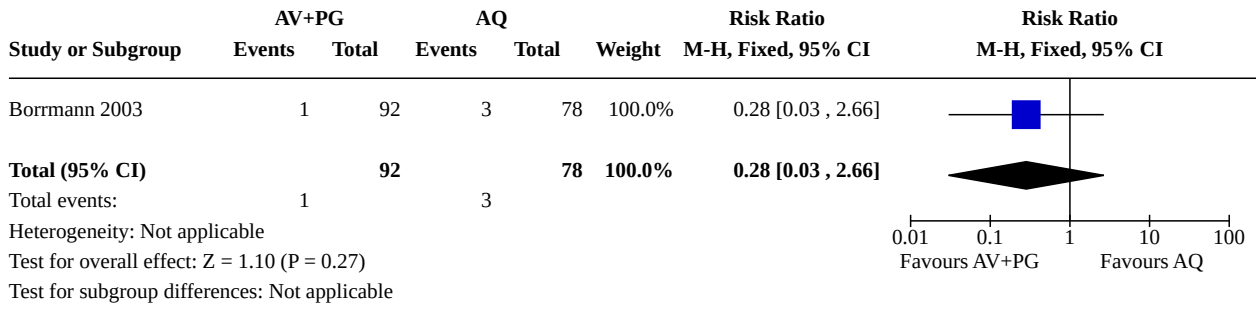 AV+PG AQ Risk Ratio Risk Ratio
Study or Subgroup Events Total Events Total Weight M-H, Fixed, 95% CI M-H, Fixed, 95% CI
Borrmann 2003 1 92 3 78 100.0% 0.28 [0.03 , 2.66]
Total (95% CI) 92 78 100.0% 0.28 [0.03 , 2.66]
Total events: 1 3
Heterogeneity: Not applicable
0.01 0.1 1 10 100
Test for overall effect: Z = 1.10 (P = 0.27) Favours AV+PG Favours AQ
Test for subgroup differences: Not applicable